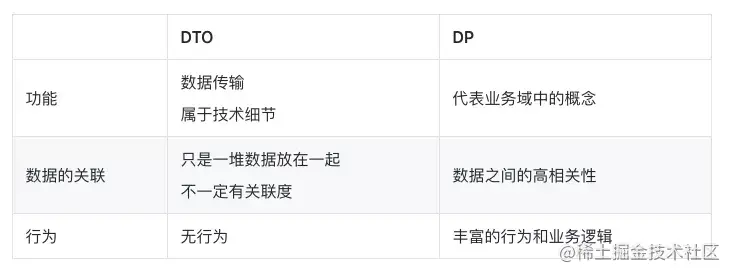 DTO DP
功能 数据传输
属于技术细节 代表业务域中的概念
数据的关联 只是一堆数据放在一起
不一定有关联度 数据之间的高相关性
行为 无行为 丰富的行为和业务逻辑
@稀土掘金技术社区